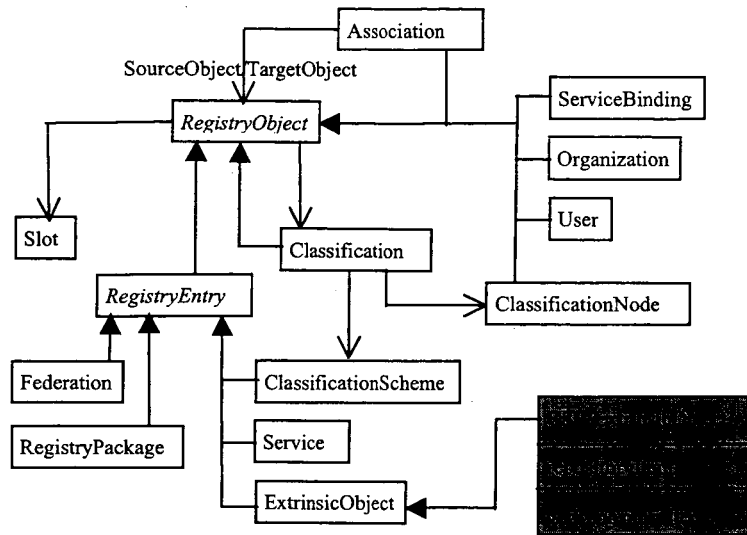 Association
SourceObject/TargetObject
RegistryObject
ServiceBinding
Organization
User
Slot
Classification
RegistryEntry
ClassificationNode
Federation
ClassificationScheme
RegistryPackage
Service
ExtrinsicObject